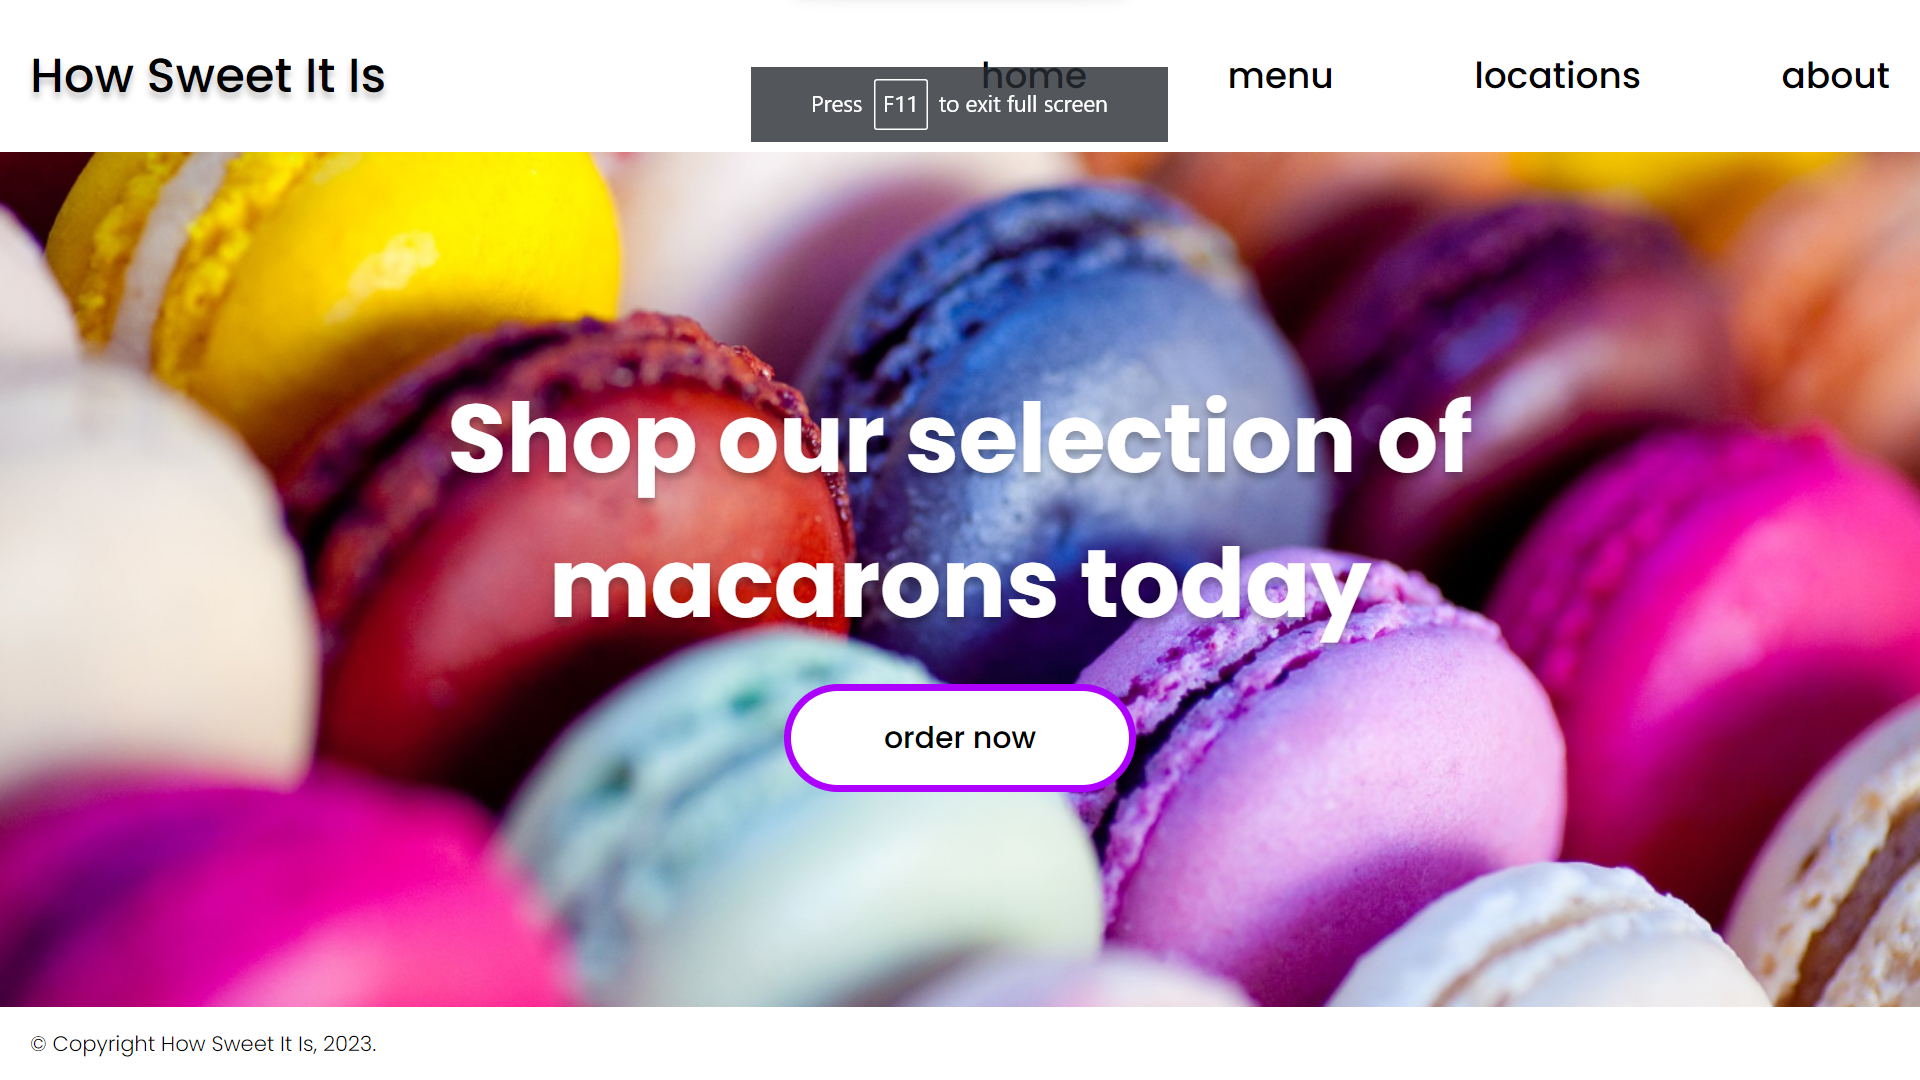 How Sweet It Is
home
menu
locations
about
Press F11 to exit full screen
Shop our selection of
macarons today
order now
© Copyright How Sweet It Is, 2023.